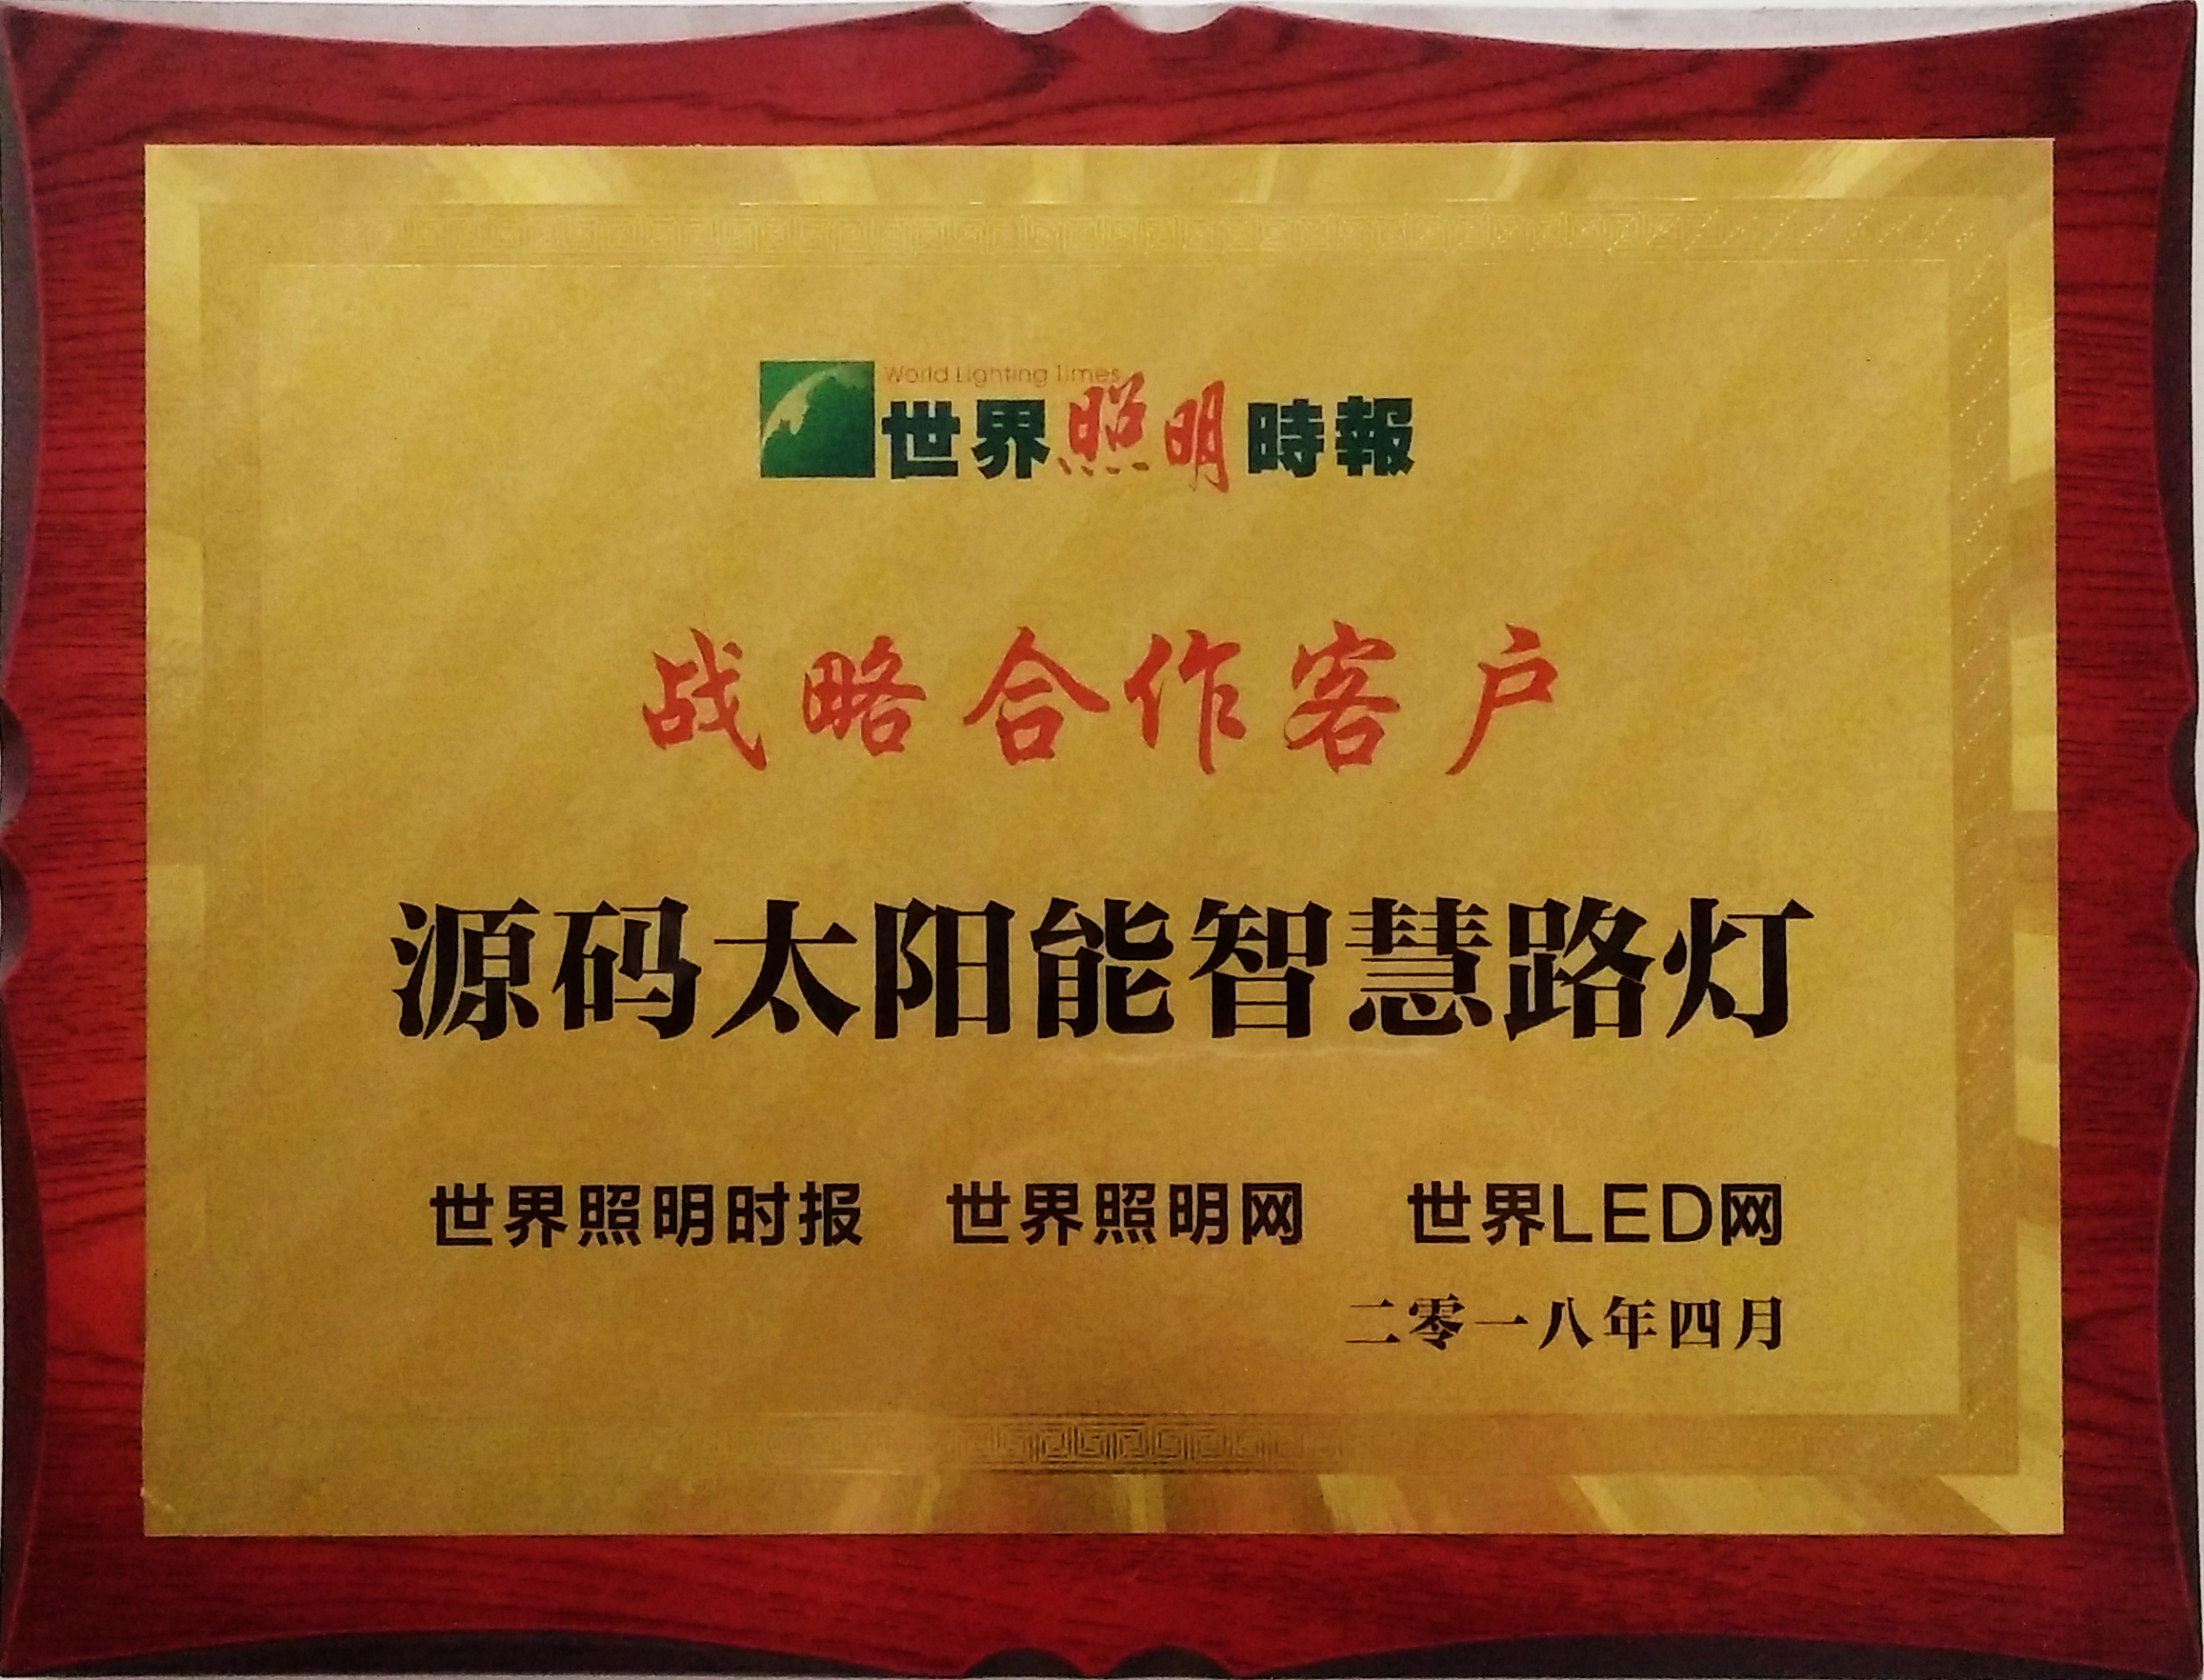 World Lighting Times
世界照明時報
战略合作客户
源码太阳能智慧路灯
世界照明时报 世界照明网 世界LED网
二零一八年四月